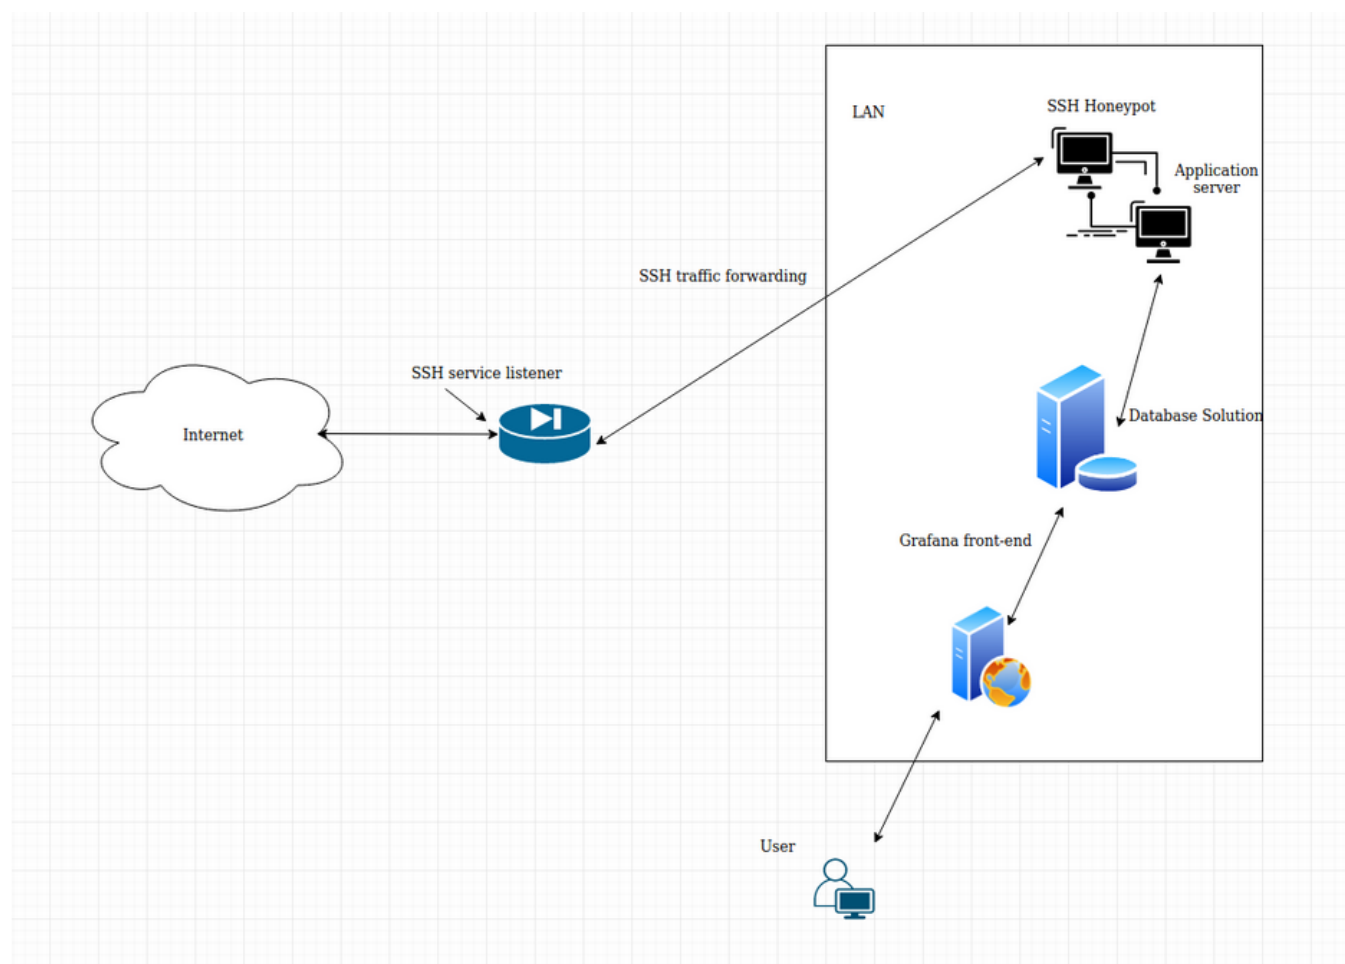 LAN
SSH Honeypot
Application
server
SSH traffic forwarding
SSH service listener
Internet
Database Solution
Grafana front-end
User